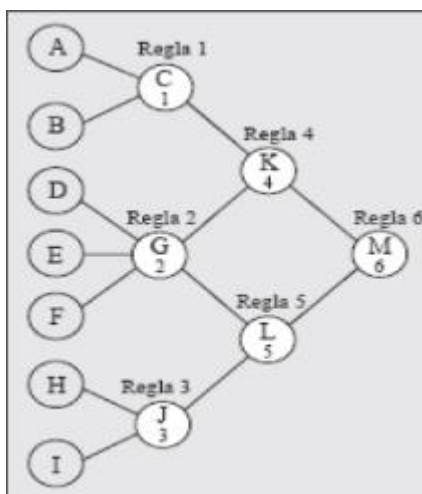 A
Regla 1
C
1
B
Regla 4
K
4
D
Regla 2
Regla 6
E
G
2
M
6
F
Regla 5
L
5
H
Regla 3
J
3
I